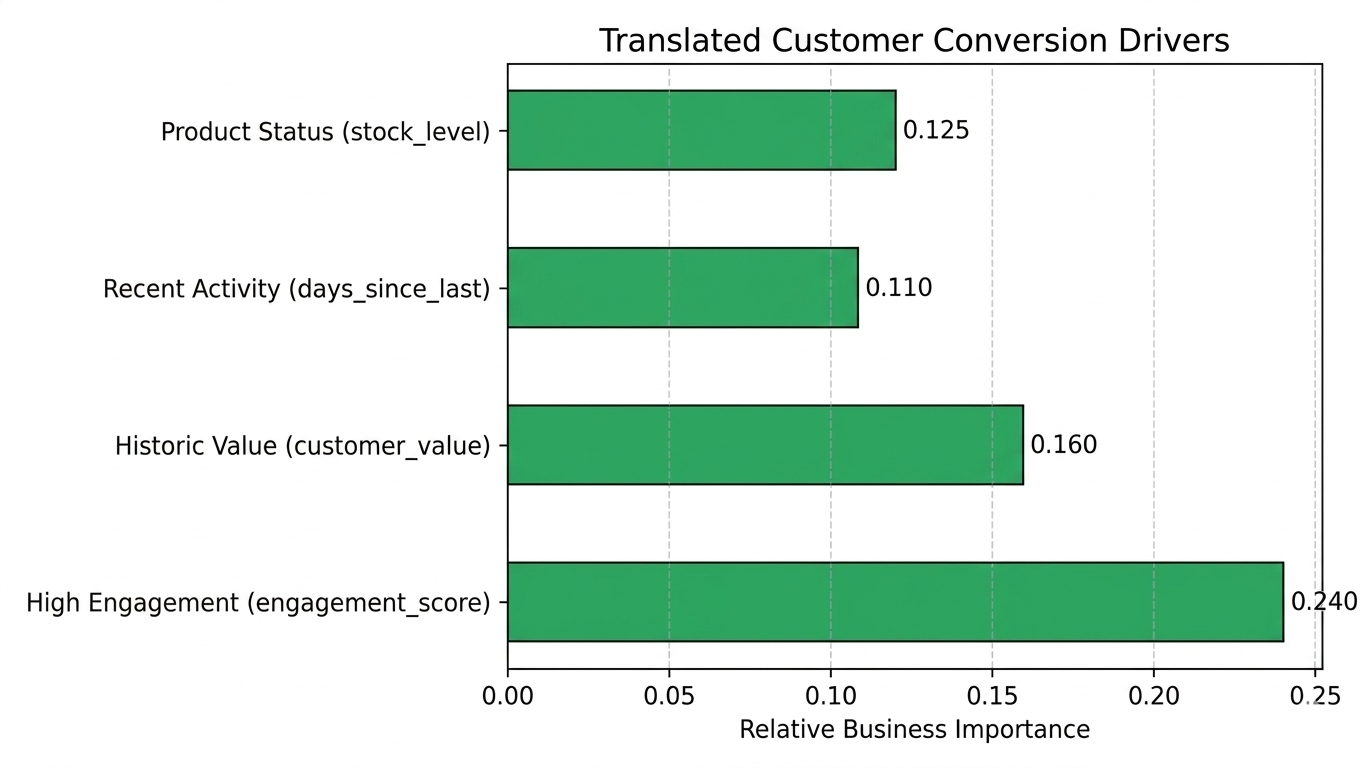 Translated Customer Conversion Drivers
Product Status (stock_level)
0.125
Recent Activity (days_since_last)
0.110
Historic Value (customer_value)
0.160
High Engagement (engagement_score)
0.240
0.00 0.05 0.10 0.15 0.20 0.25
Relative Business Importance